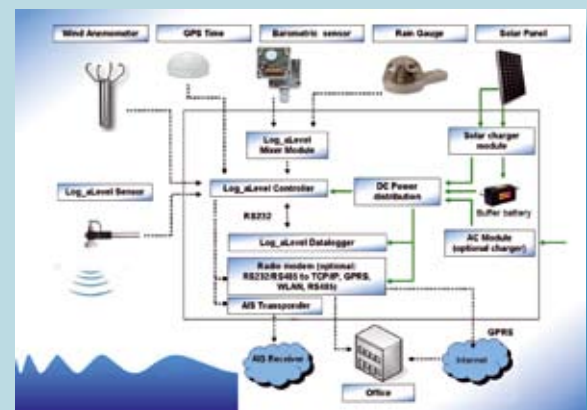 Wind Anemometer
GPS Time
Barometric sensor
Rain Gauge
Solar Panel
Log_aLevel
Mixer Module
Solar charger
module
Log_aLevel Sensor
Log_aLevel Controller
DC Power
distribution
Buffer battery
RS232
Log_aLevel Datalogger
AC Module
(optional charger)
Radio modem (optional:
RS232/RS485 to TCP/IP, GPRS,
WLAN, RS485)
AIS Transponder
GPRS
AIS Receiver
Internet
Office